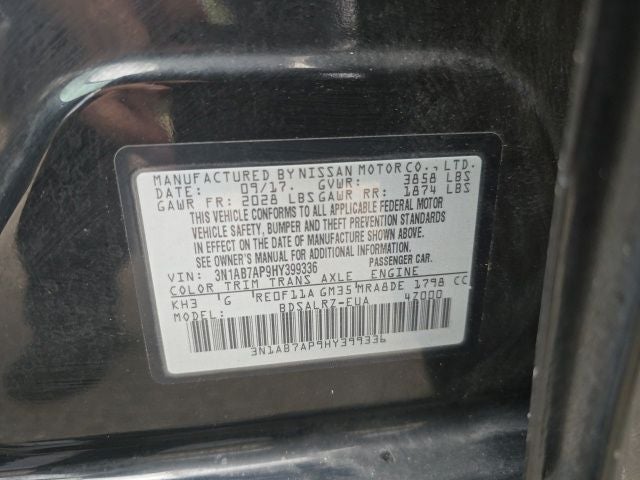 MANUFACTURED BY NISSAN MOTOR CO., LTD.
DATE: 09/17. GVWR: 3858 LBS
GAWR FR: 2028 LBS GAWR RR: 1874 LBS
THIS VEHICLE CONFORMS TO ALL APPLICABLE FEDERAL MOTOR
VEHICLE SAFETY, BUMPER AND THEFT PREVENTION STANDARDS
IN EFFECT ON THE DATE OF MANUFACTURE SHOWN ABOVE.
SEE OWNER'S MANUAL FOR ADDITIONAL INFORMATION.
VIN: 3N1AB7AP9HY399336 PASSENGER CAR.
COLOR TRIM TRANS AXLE ENGINE
KH3 G RE0F11A GM35 MRA8DE 1798 CC
MODEL: BDSALRZ-EUA 47000
3N1AB7AP9HY399336